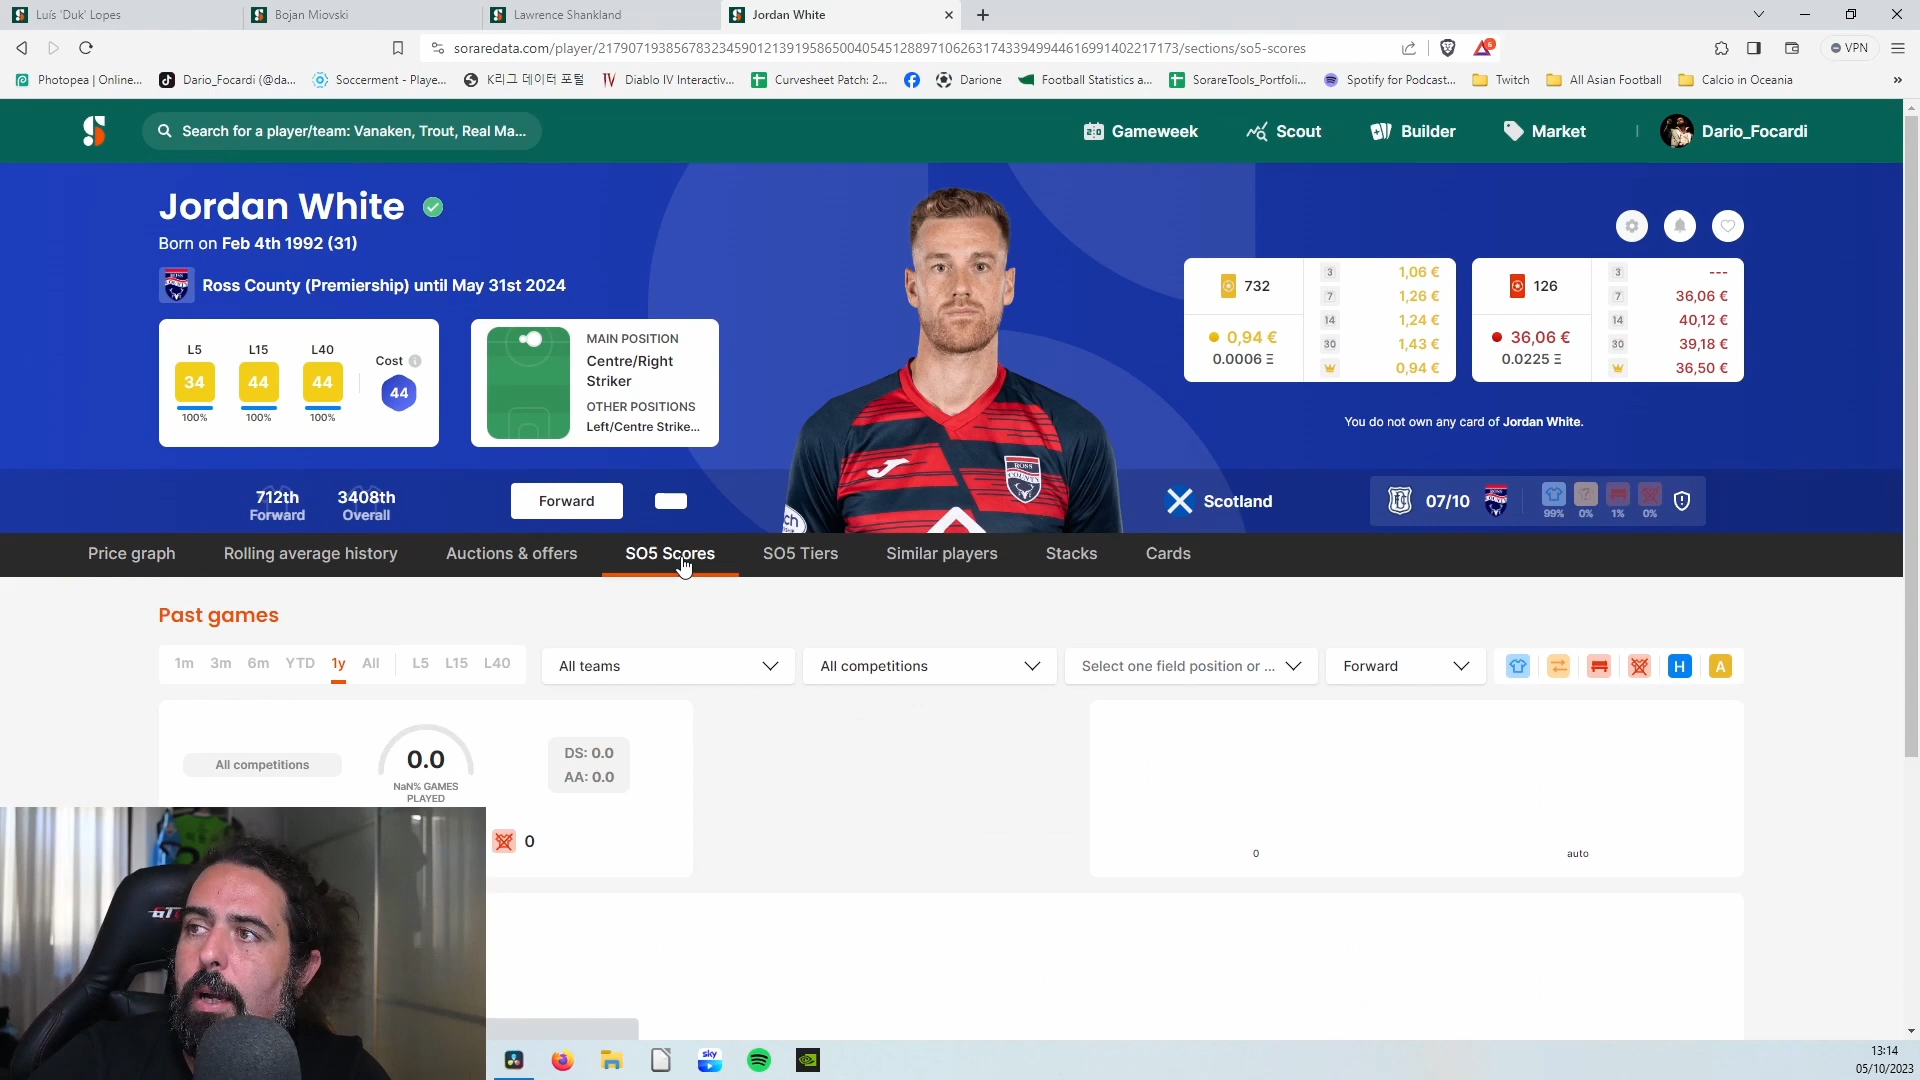 Luís 'Duk' Lopes
Bojan Miovski
Lawrence Shankland
Jordan White
soraredata.com/player/21790719385678323459012139195865004054512889710626317433949944616991402217173/sections/so5-scores
VPN
Photopea | Online...
Dario_Focardi (@da...
Soccerment - Playe...
K리그 데이터 포털
Diablo IV Interactiv...
Curvesheet Patch: 2...
Darione
Football Statistics a...
SorareTools_Portfoli...
Spotify for Podcast...
Twitch
All Asian Football
Calcio in Oceania
»
Search for a player/team: Vanaken, Trout, Real Ma...
Gameweek
Scout
Builder
Market
Dario_Focardi
Jordan White
Born on Feb 4th 1992 (31)
Ross County (Premiership) until May 31st 2024
L5
L15
L40
Cost
34
44
44
44
100%
100%
100%
MAIN POSITION
Centre/Right
Striker
OTHER POSITIONS
Left/Centre Strike...
732
0,94 €
0.0006 Ξ
3 1,06 €
7 1,26 €
14 1,24 €
30 1,43 €
0,94 €
126
36,06 €
0.0225 Ξ
3 ---
7 36,06 €
14 40,12 €
30 39,18 €
36,50 €
You do not own any card of Jordan White.
712th
Forward
3408th
Overall
Forward
ROSS
COUNTY
Scotland
07/10
99%
0%
1%
0%
Price graph
Rolling average history
Auctions & offers
SO5 Scores
SO5 Tiers
Similar players
Stacks
Cards
Past games
1m
3m
6m
YTD
1y
All
L5
L15
L40
All teams
All competitions
Select one field position or ...
Forward
H
A
All competitions
0.0
NaN% GAMES
PLAYED
DS: 0.0
AA: 0.0
0
0
auto
GT
sky
13:14
05/10/2023